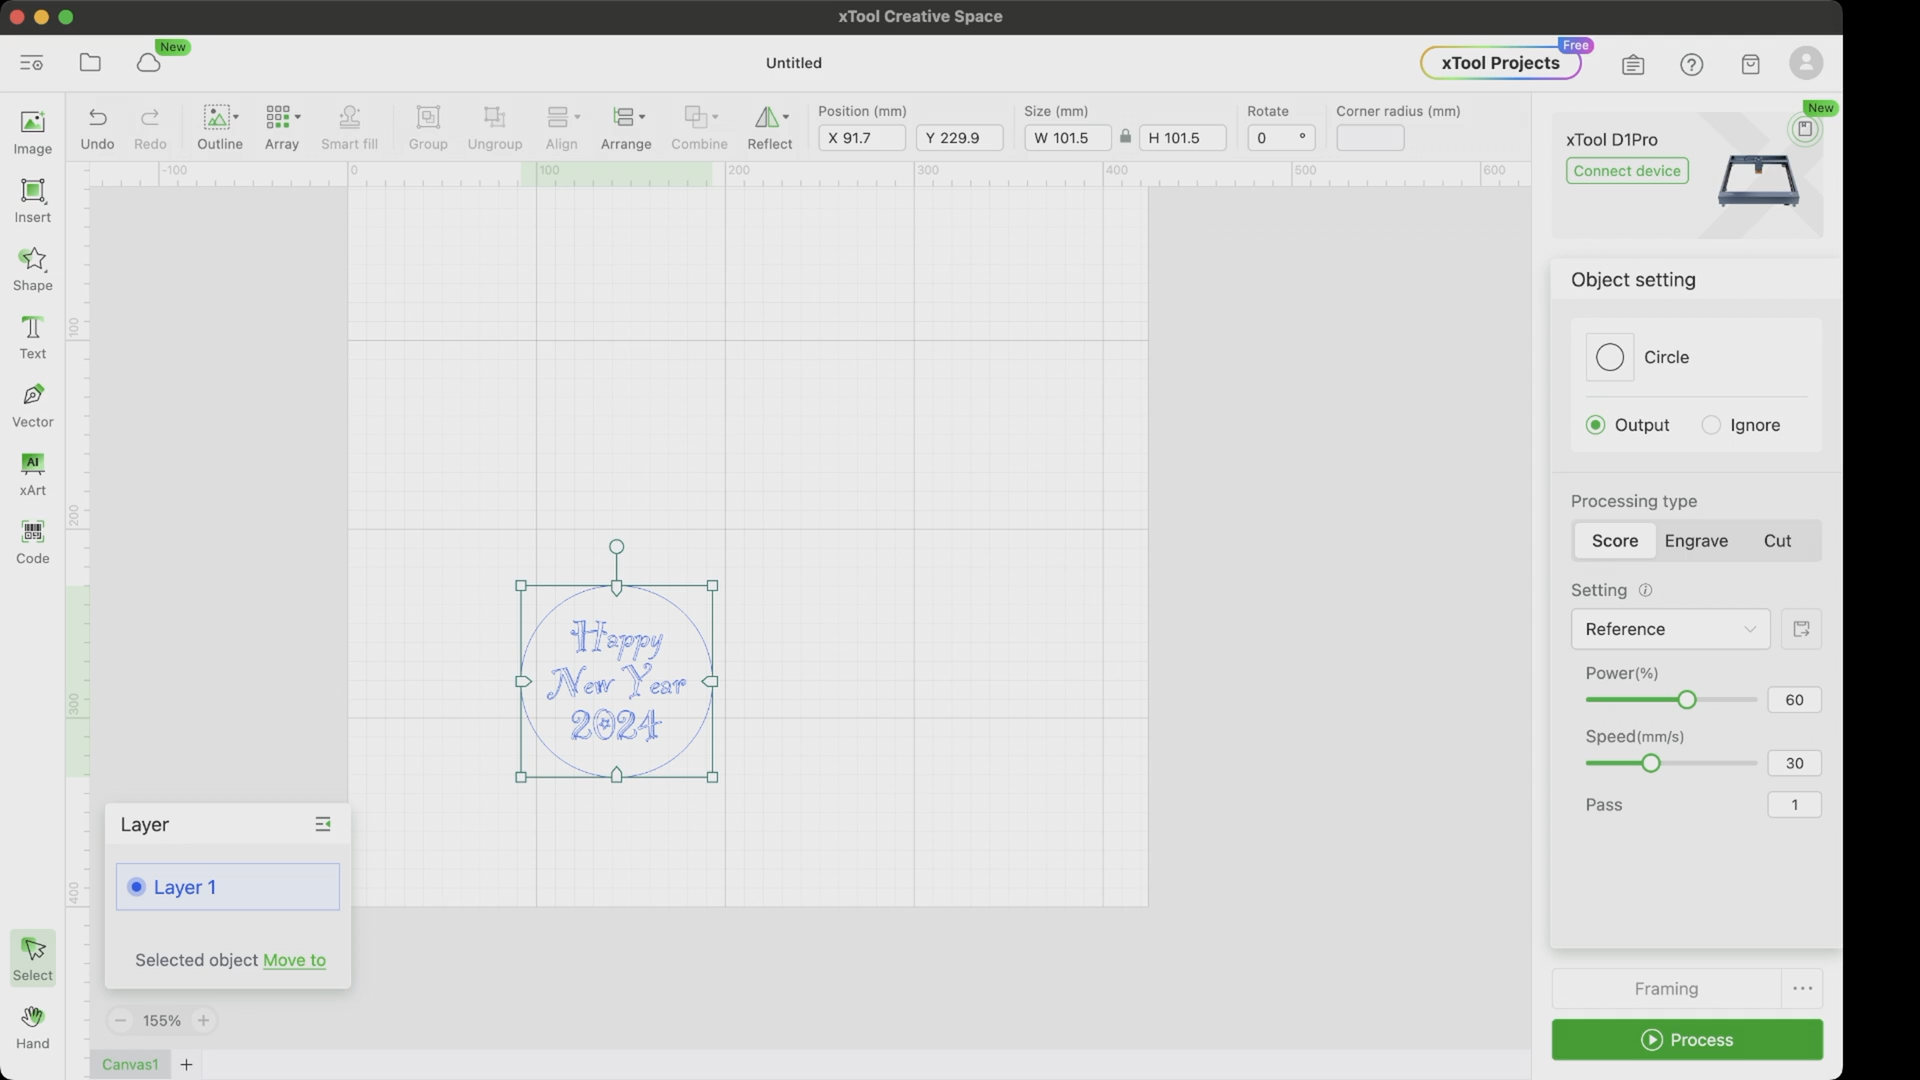 xTool Creative Space
New
Untitled
Free
xTool Projects
Image
Insert
Shape
Text
Vector
AI
xArt
Code
Select
Hand
Undo
Redo
Outline
Array
Smart fill
Group
Ungroup
Align
Arrange
Combine
Reflect
Position (mm)
X 91.7
Y 229.9
Size (mm)
W 101.5
H 101.5
Rotate
0 °
Corner radius (mm)
-100
0
100
200
300
400
500
600
100
200
300
400
Happy
New Year
2024
Layer
Layer 1
Selected object Move to
155%
Canvas1
New
xTool D1Pro
Connect device
Object setting
Circle
Output
Ignore
Processing type
Score
Engrave
Cut
Setting
Reference
Power(%)
60
Speed(mm/s)
30
Pass
1
Framing
Process